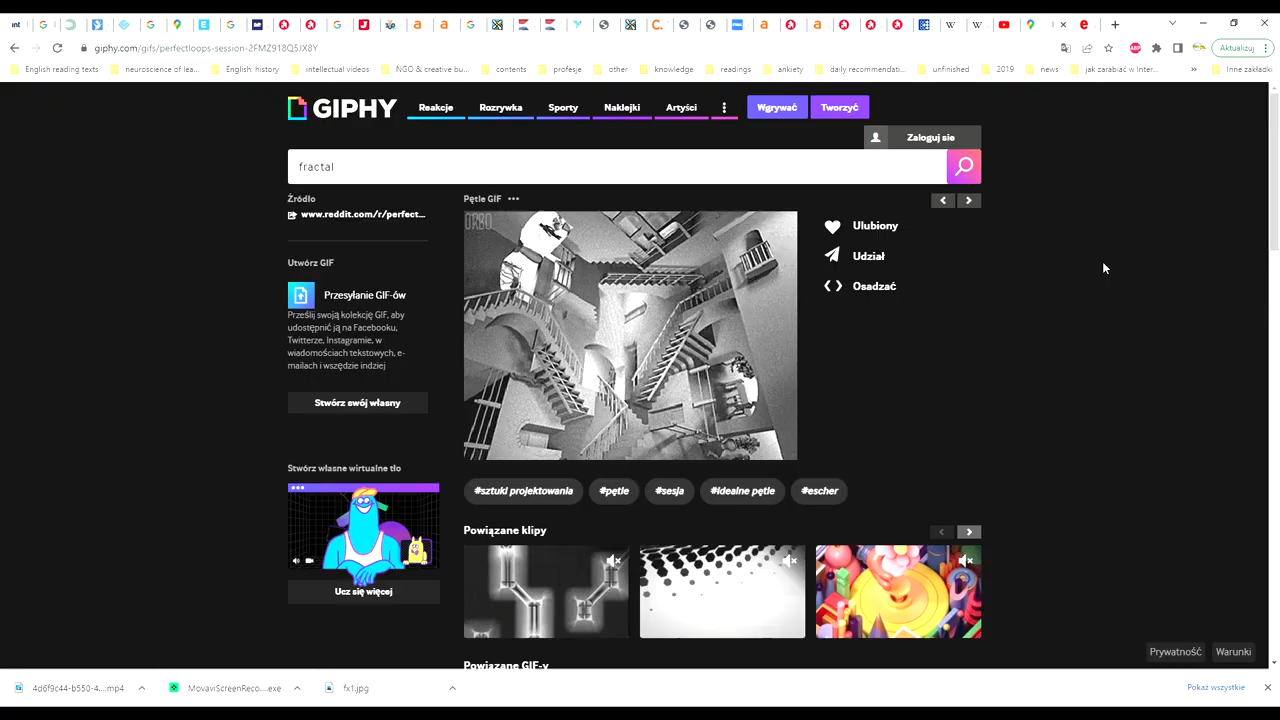 int
giphy.com/gifs/perfectloops-session-2FMZ918Q5JX8Y
Aktualizuj
English reading texts
neuroscience of lea...
English: history
intellectual videos
NGO & creative bu...
contents
profesje
other
knowledge
readings
ankiety
daily recommendati...
unfinished
2019
news
jak zarabiać w Inter...
»
Inne zakładki
GIPHY
Reakcje
Rozrywka
Sporty
Naklejki
Artyści
Wgrywać
Tworzyć
Zaloguj sie
fractal
Źródło
www.reddit.com/r/perfect...
Pętle GIF
ORBO
Ulubiony
Udział
Osadzać
Utwórz GIF
Przesyłanie GIF-ów
Prześlij swoją kolekcję GIF, aby
udostępnić ją na Facebooku,
Twitterze, Instagramie, w
wiadomościach tekstowych, e-
mailach i wszędzie indziej
Stwórz swój własny
Stwórz własne wirtualne tło
Ucz się więcej
#sztuki projektowania
#pętle
#sesja
#idealne pętle
#escher
Powiązane klipy
Powiązane GIF-y
Prywatność
Warunki
4d6f9c44-b550-4....mp4
MovaviScreenReco....exe
fx1.jpg
Pokaż wszystkie